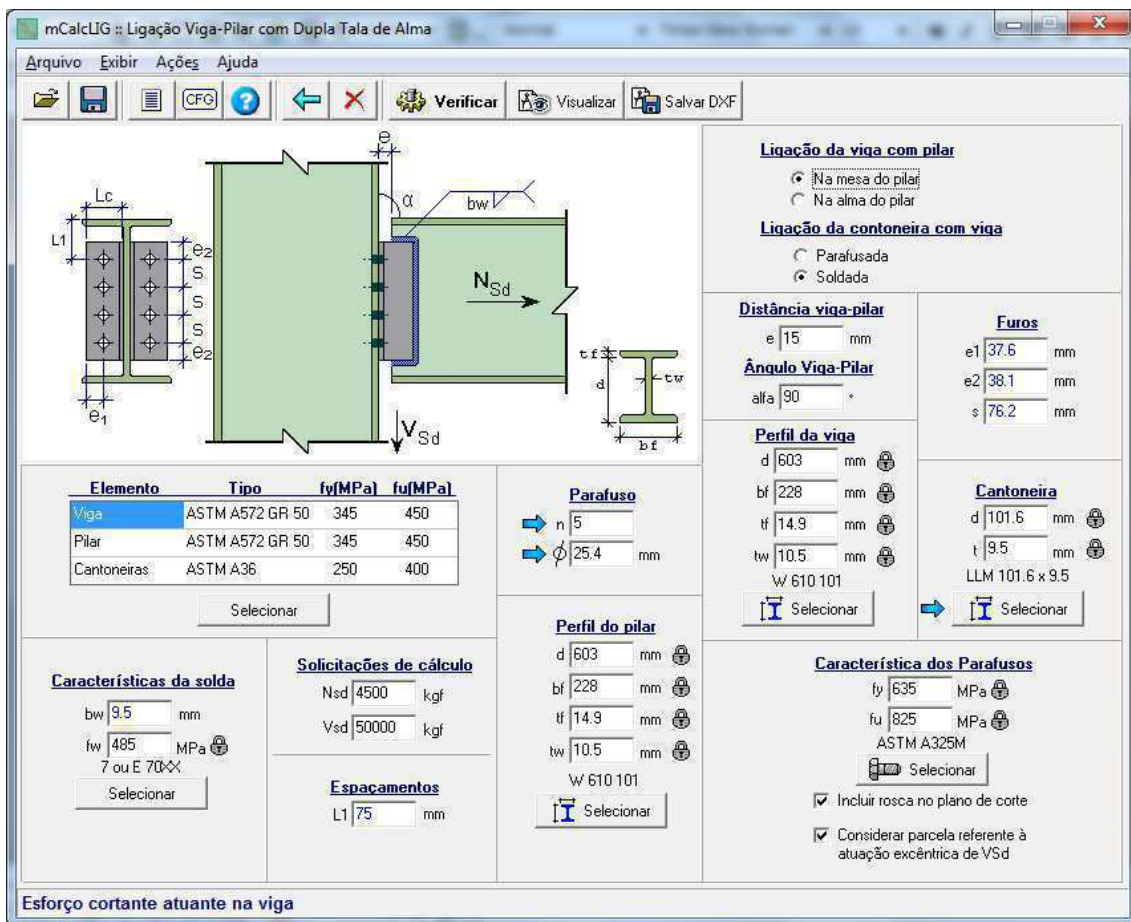 mCalcLIG :: Ligação Viga-Pilar com Dupla Tala de Alma
Arquivo Exibir Ações Ajuda
CFG ? Verificar Visualizar Salvar DXF
e
Lc
L1
α
bw
e2
S
S
S
e2
e1
NSd
VSd
tf
d
tw
bf
Ligação da viga com pilar
Na mesa do pilar
Na alma do pilar
Ligação da contoneira com viga
Parafusada
Soldada
Distância viga-pilar
e 15 mm
Ângulo Viga-Pilar
alfa 90 °
Furos
e1 37.6 mm
e2 38.1 mm
s 76.2 mm
Perfil da viga
d 603 mm
bf 228 mm
tf 14.9 mm
tw 10.5 mm
W 610 101
Selecionar
Cantoneira
d 101.6 mm
t 9.5 mm
LLM 101.6 x 9.5
Selecionar
Elemento Tipo fy(MPa) fu(MPa)
Viga ASTM A572 GR 50 345 450
Pilar ASTM A572 GR 50 345 450
Cantoneiras ASTM A36 250 400
Selecionar
Parafuso
n 5
ϕ 25.4 mm
Características da solda
bw 9.5 mm
fw 485 MPa
7 ou E 70XX
Selecionar
Solicitações de cálculo
Nsd 4500 kgf
Vsd 50000 kgf
Espaçamentos
L1 75 mm
Perfil do pilar
d 603 mm
bf 228 mm
tf 14.9 mm
tw 10.5 mm
W 610 101
Selecionar
Característica dos Parafusos
fy 635 MPa
fu 825 MPa
ASTM A325M
Selecionar
Incluir rosca no plano de corte
Considerar parcela referente à
atuação excêntrica de VSd
Esforço cortante atuante na viga